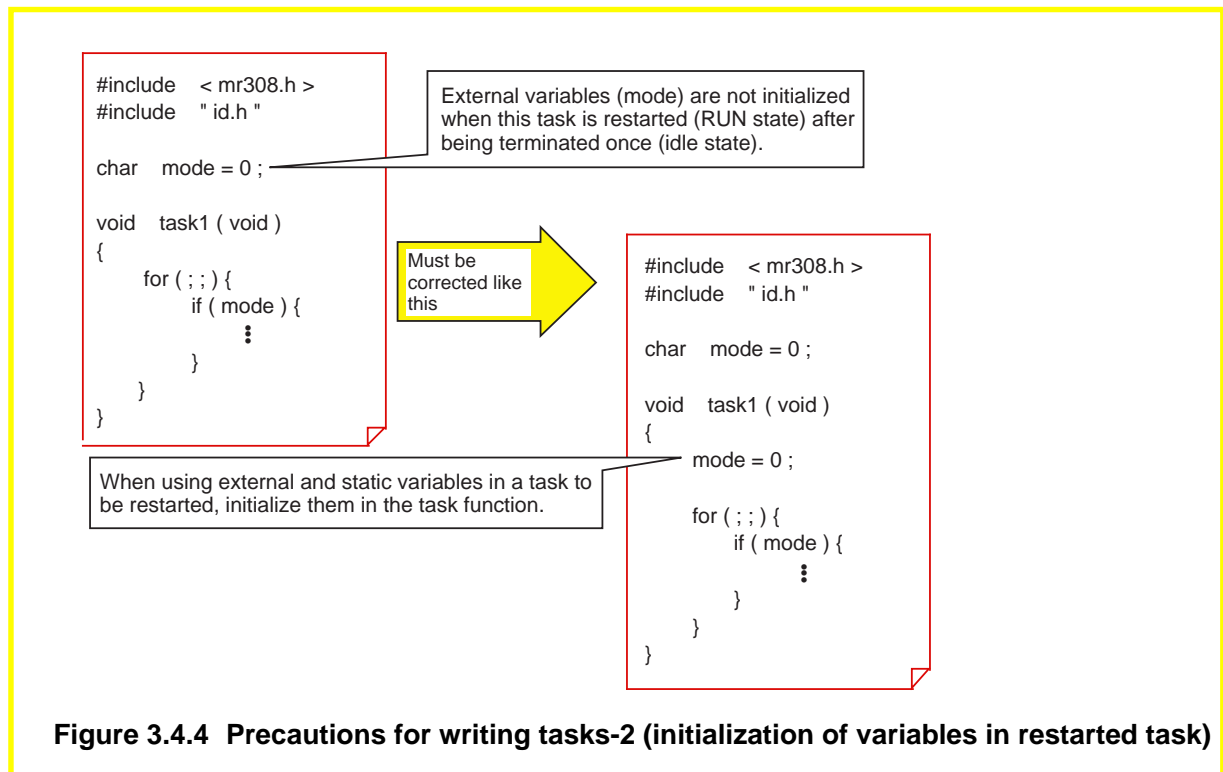 #include < mr308.h >
#include " id.h "
char mode = 0 ;
void task1 ( void )
{
for ( ; ; ) {
if ( mode ) {
⋮
}
}
}
External variables (mode) are not initialized
when this task is restarted (RUN state) after
being terminated once (idle state).
Must be
corrected like
this
When using external and static variables in a task to
be restarted, initialize them in the task function.
#include < mr308.h >
#include " id.h "
char mode = 0 ;
void task1 ( void )
{
mode = 0 ;
for ( ; ; ) {
if ( mode ) {
⋮
}
}
}
Figure 3.4.4 Precautions for writing tasks-2 (initialization of variables in restarted task)